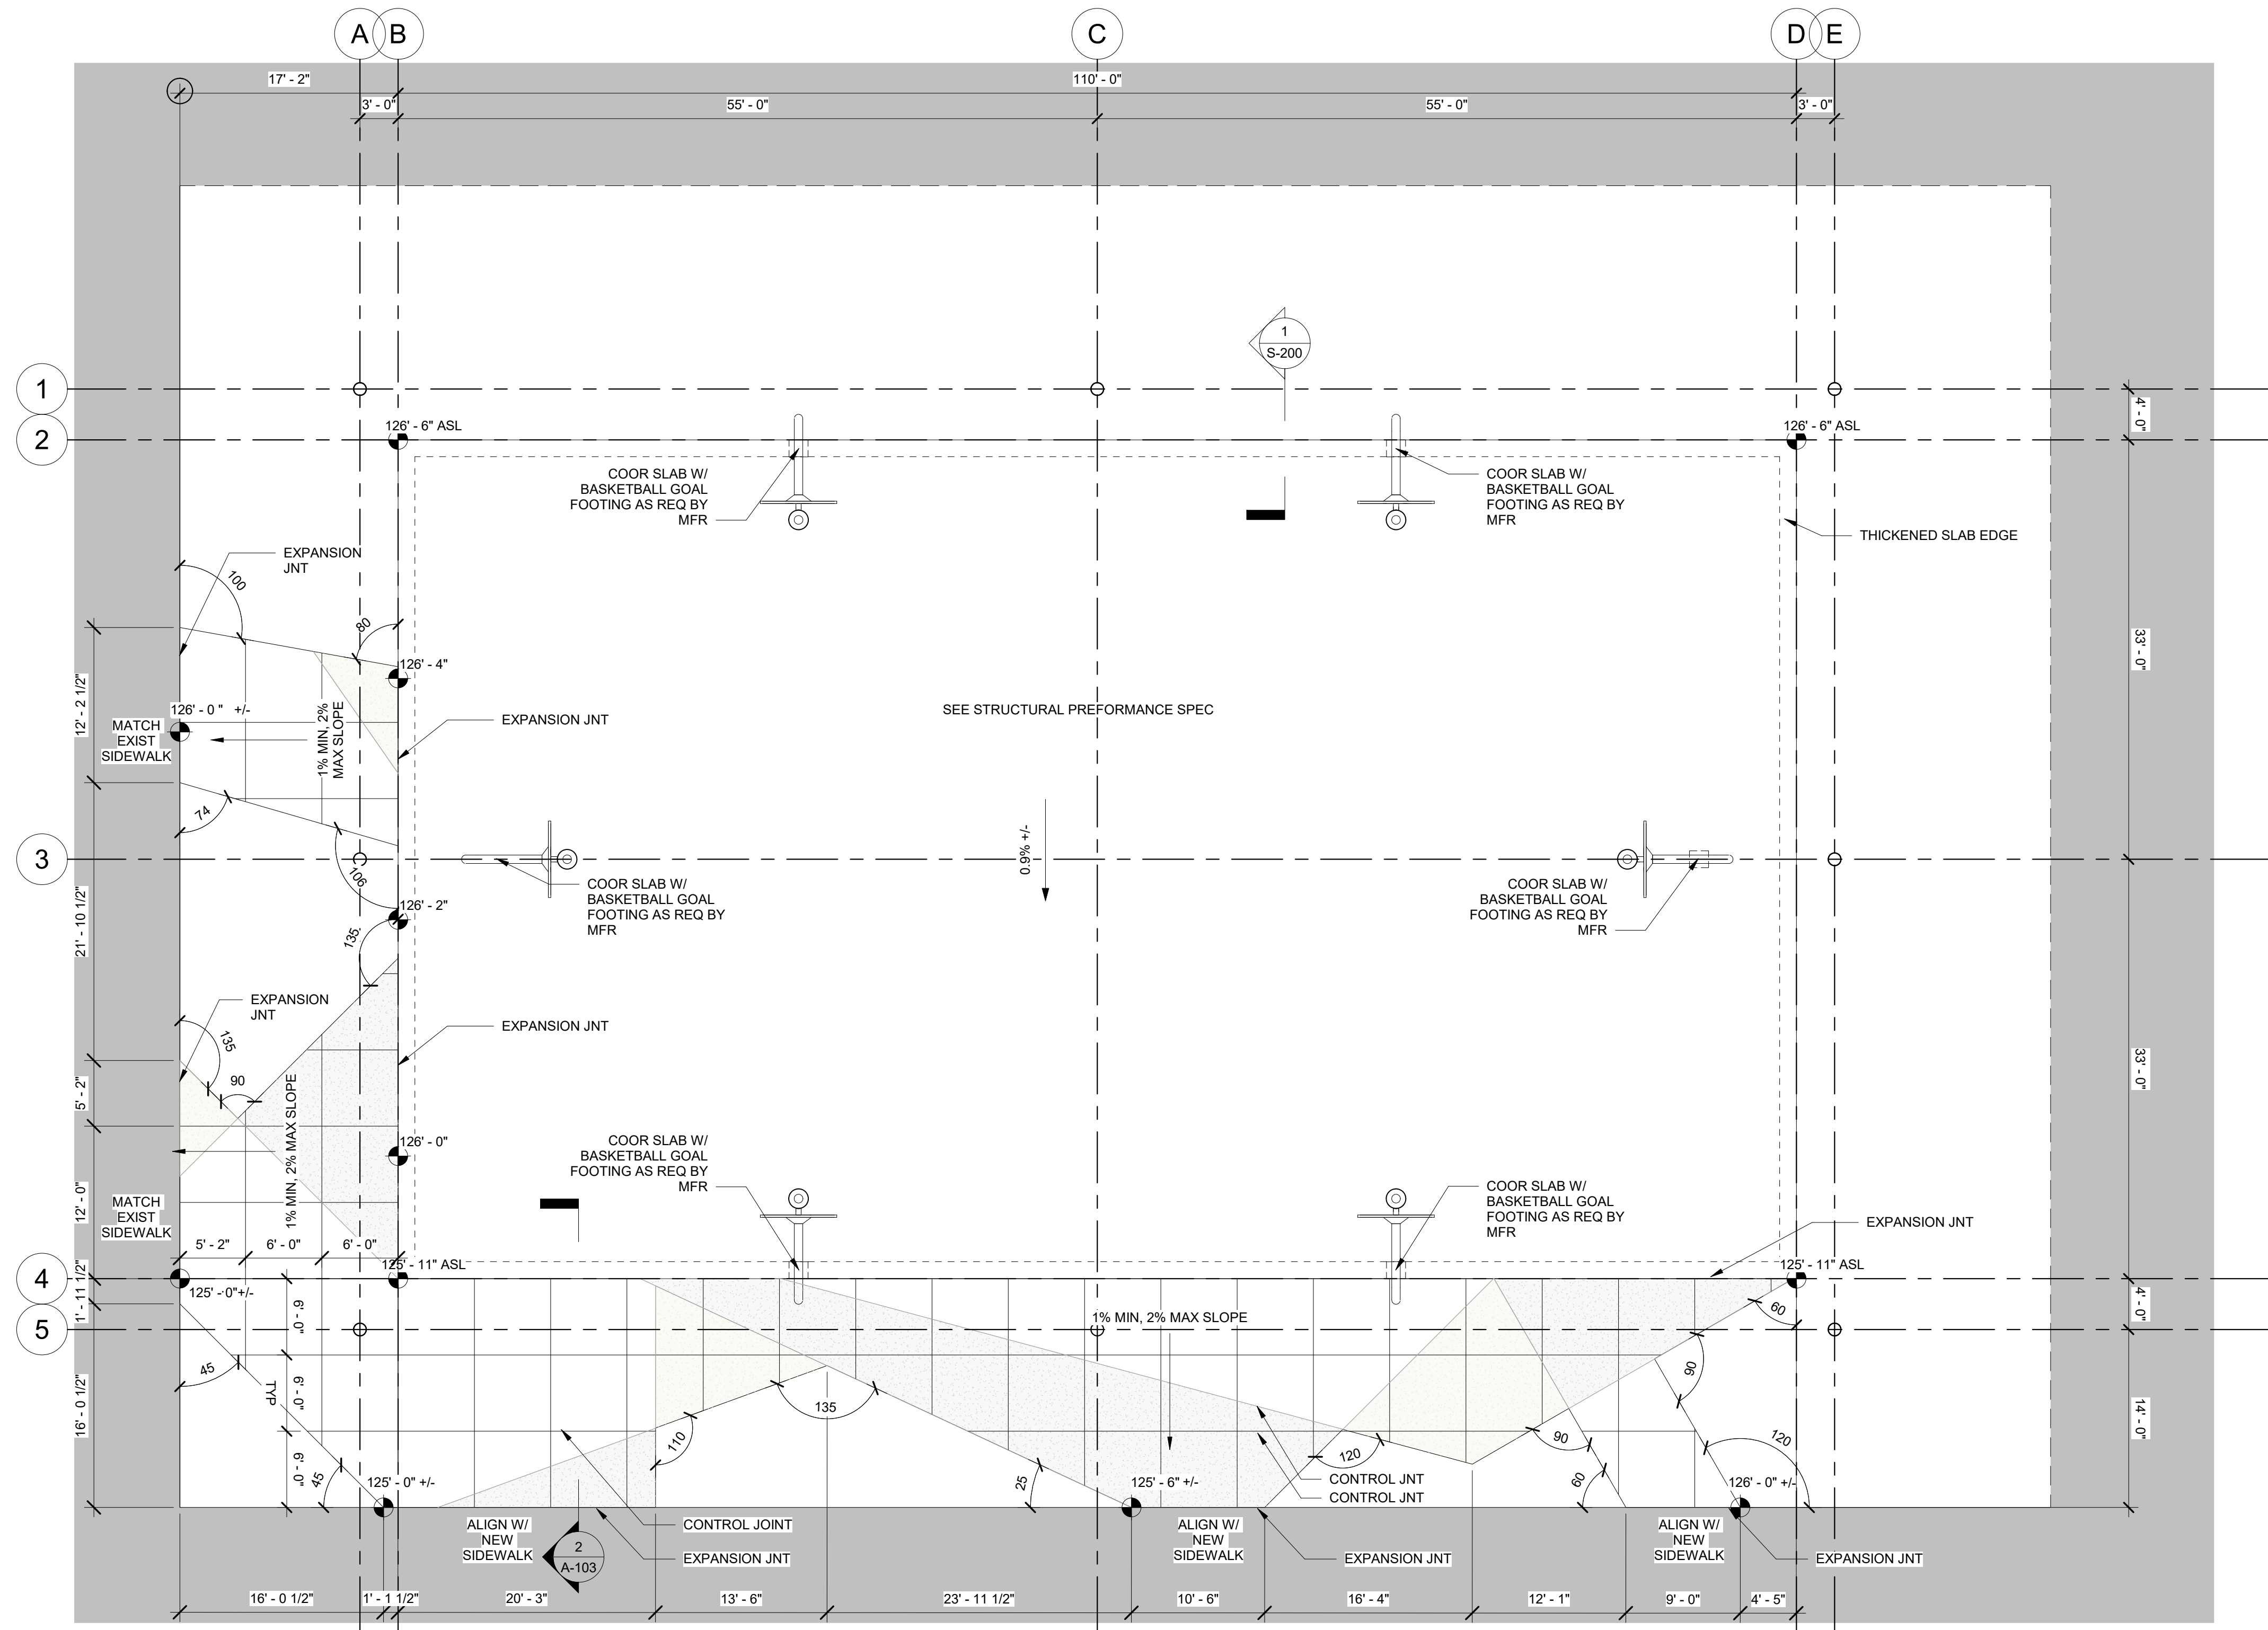 A B C D E
17' - 2"
110' - 0"
3' - 0"
55' - 0"
55' - 0"
3' - 0"
1
S-200
1
4' - 0"
2
126' - 6" ASL
126' - 6" ASL
COOR SLAB W/
BASKETBALL GOAL
FOOTING AS REQ BY
MFR
COOR SLAB W/
BASKETBALL GOAL
FOOTING AS REQ BY
MFR
THICKENED SLAB EDGE
EXPANSION
JNT
100
80
33' - 0"
126' - 4"
12' - 2 1/2"
126' - 0 "   +/-
MATCH
EXIST
SIDEWALK
1% MIN, 2%
MAX SLOPE
EXPANSION JNT
SEE STRUCTURAL PREFORMANCE SPEC
74
0.9% +/-
3
106
COOR SLAB W/
BASKETBALL GOAL
FOOTING AS REQ BY
MFR
COOR SLAB W/
BASKETBALL GOAL
FOOTING AS REQ BY
MFR
126' - 2"
21' - 10 1/2"
135
EXPANSION
JNT
EXPANSION JNT
135
90
33' - 0"
5' - 2"
1% MIN, 2% MAX SLOPE
126' - 0"
COOR SLAB W/
BASKETBALL GOAL
FOOTING AS REQ BY
MFR
COOR SLAB W/
BASKETBALL GOAL
FOOTING AS REQ BY
MFR
12' - 0"
MATCH
EXIST
SIDEWALK
EXPANSION JNT
5' - 2"
6' - 0"
6' - 0"
4
125' - 11" ASL
125' - 11" ASL
125' - 0"+/-
1' - 11 1/2"
6' - 0"
60
4' - 0"
5
1% MIN, 2% MAX SLOPE
45
TYP
6' - 0"
90
16' - 0 1/2"
135
14' - 0"
110
90
120
120
6' - 0"
45
25
60
CONTROL JNT
CONTROL JNT
125' - 0" +/-
125' - 6" +/-
126' - 0" +/-
ALIGN W/
NEW
SIDEWALK
CONTROL JOINT
ALIGN W/
NEW
SIDEWALK
ALIGN W/
NEW
SIDEWALK
2
A-103
EXPANSION JNT
EXPANSION JNT
EXPANSION JNT
16' - 0 1/2"
1' - 1 1/2"
20' - 3"
13' - 6"
23' - 11 1/2"
10' - 6"
16' - 4"
12' - 1"
9' - 0"
4' - 5"